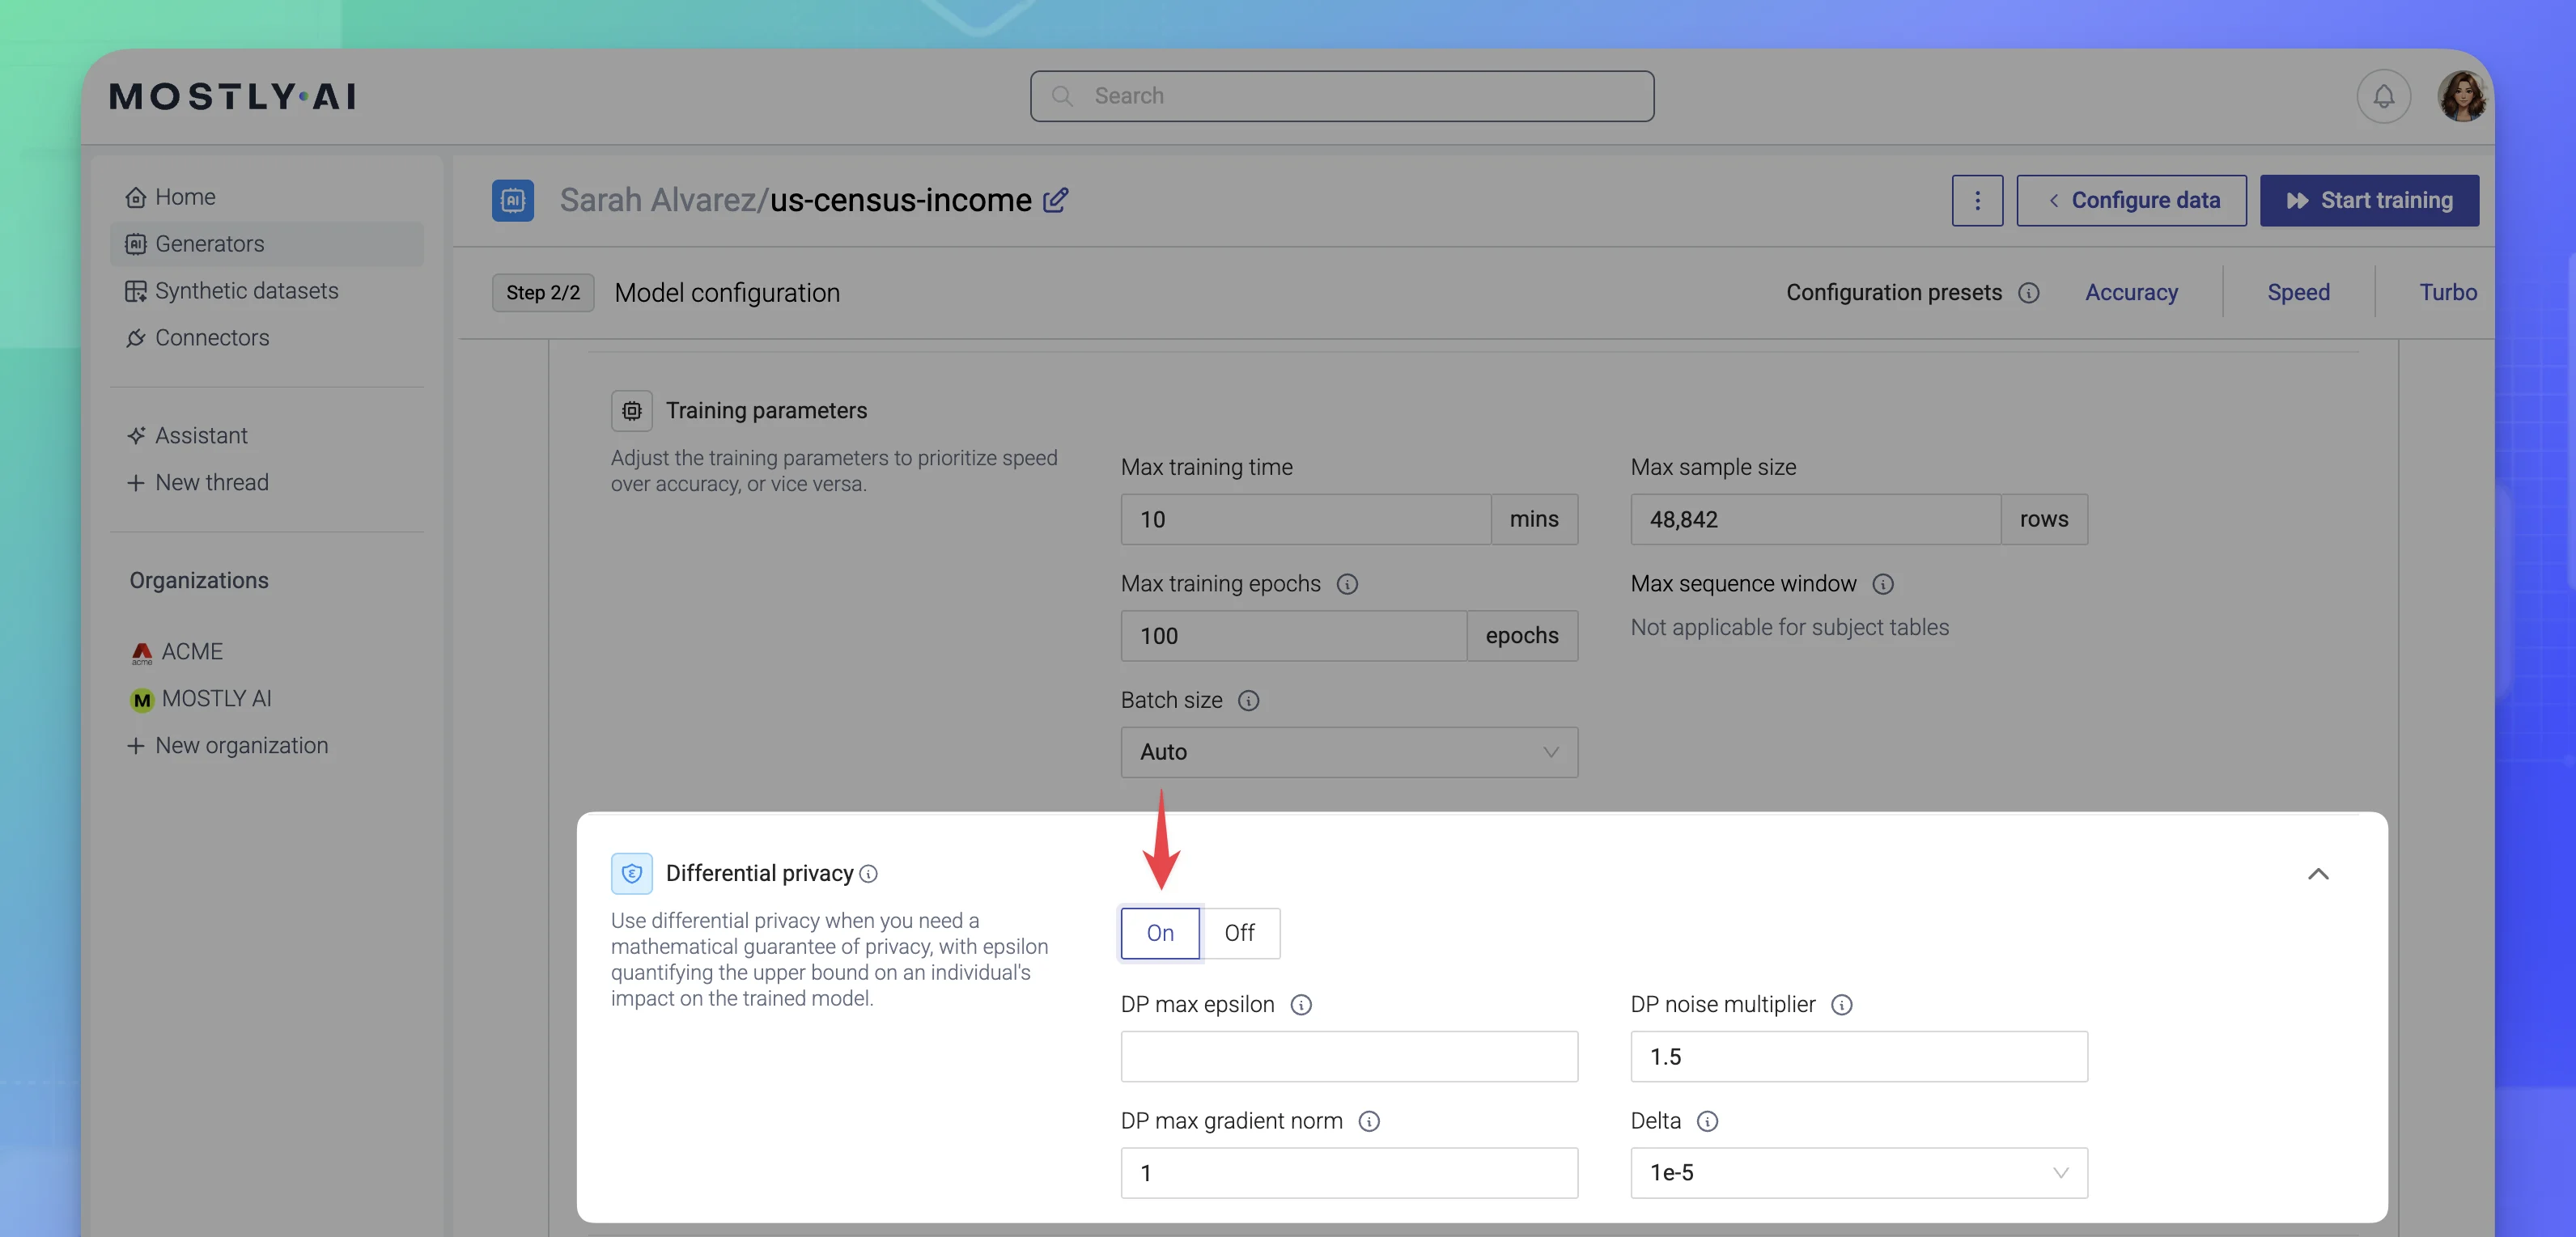 MOSTLY·AI
Search
Home
Generators
Synthetic datasets
Connectors
Assistant
New thread
Organizations
acme
ACME
M
MOSTLY AI
New organization
AI
Sarah Alvarez/us-census-income
Configure data
Start training
Step 2/2
Model configuration
Configuration presets
Accuracy
Speed
Turbo
Training parameters
Adjust the training parameters to prioritize speed
over accuracy, or vice versa.
Max training time
10
mins
Max sample size
48,842
rows
Max training epochs
100
epochs
Max sequence window
Not applicable for subject tables
Batch size
Auto
Differential privacy
Use differential privacy when you need a
mathematical guarantee of privacy, with epsilon
quantifying the upper bound on an individual's
impact on the trained model.
On
Off
DP max epsilon
DP noise multiplier
1.5
DP max gradient norm
1
Delta
1e-5